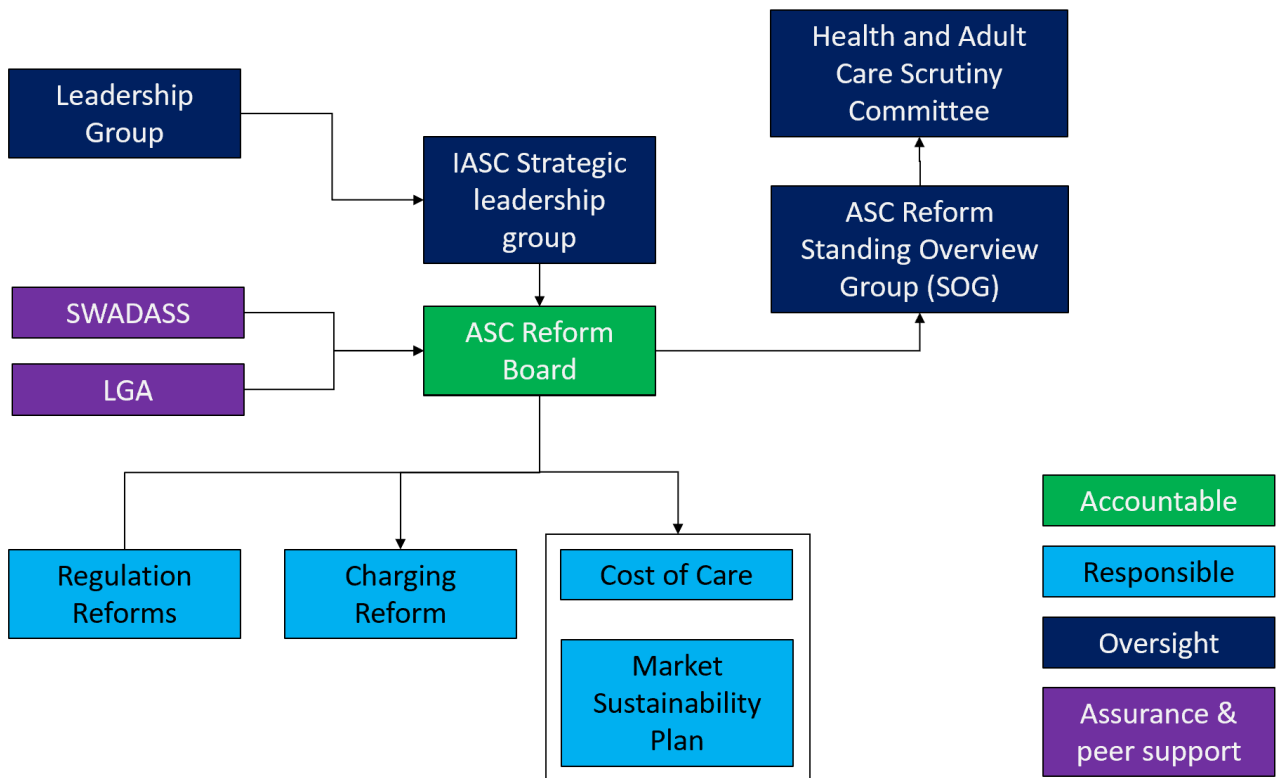 Leadership
Group
IASC Strategic
leadership
group
Health and Adult
Care Scrutiny
Committee
ASC Reform
Standing Overview
Group (SOG)
SWADASS
LGA
ASC Reform
Board
Regulation
Reforms
Charging
Reform
Cost of Care
Market
Sustainability
Plan
Accountable
Responsible
Oversight
Assurance &
peer support